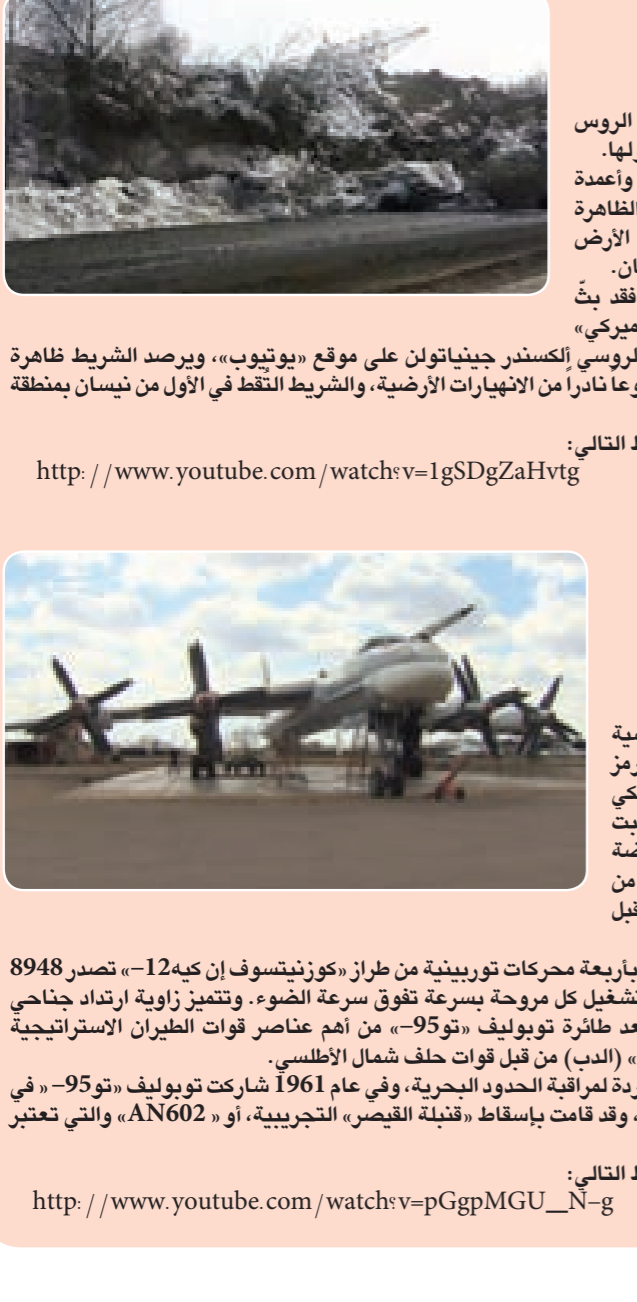 الروس
رلها.
وأعمدة
الظاهرة
الأرض
ان.
فقد بثّ
ميركي»
لروسي ألكسندر جينياتولن على موقع «يوتيوب»، ويرصد الشريط ظاهرة
وعاً نادراً من الانهيارات الأرضية، والشريط التُقط في الأول من نيسان بمنطقة
ط التالي:
http://www.youtube.com/watch؟v=1gSDgZaHvtg
مية
رمز
كي
بت
ضة
من
قبل
بأربعة محركات توربينية من طراز «كوزنيتسوف إن كيه12–» تصدر 8948
تشغيل كل مروحة بسرعة تفوق سرعة الضوء. وتتميز زاوية ارتداد جناحي
عد طائرة توبوليف «تو95–» من أهم عناصر قوات الطيران الاستراتيجية
» (الدب) من قبل قوات حلف شمال الأطلسي.
ردة لمراقبة الحدود البحرية، وفي عام 1961 شاركت توبوليف «تو95–« في
، وقد قامت بإسقاط «قنبلة القيصر» التجريبية، أو « AN602» والتي تعتبر
ط التالي:
http://www.youtube.com/watch؟v=pGgpMGU__N–g